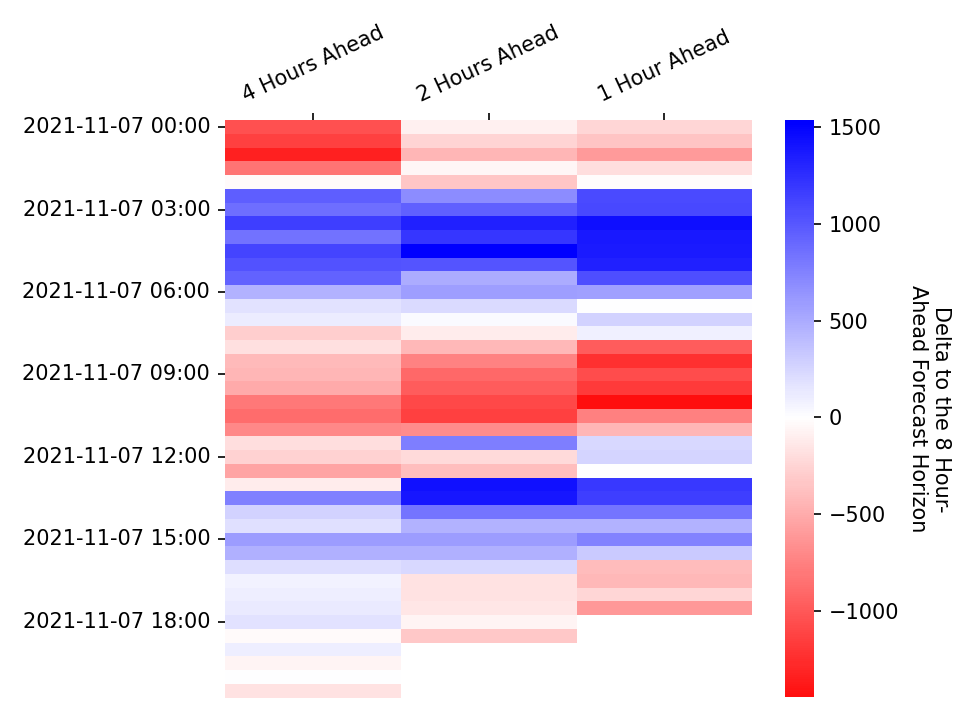 4 Hours Ahead
2 Hours Ahead
1 Hour Ahead
2021-11-07 00:00
2021-11-07 03:00
2021-11-07 06:00
2021-11-07 09:00
2021-11-07 12:00
2021-11-07 15:00
2021-11-07 18:00
1500
1000
500
0
−500
−1000
Delta to the 8 Hour-
Ahead Forecast Horizon